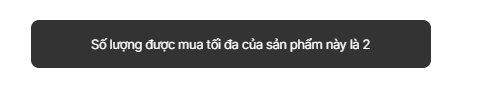 Số lượng được mua tối đa của sản phẩm này là 2